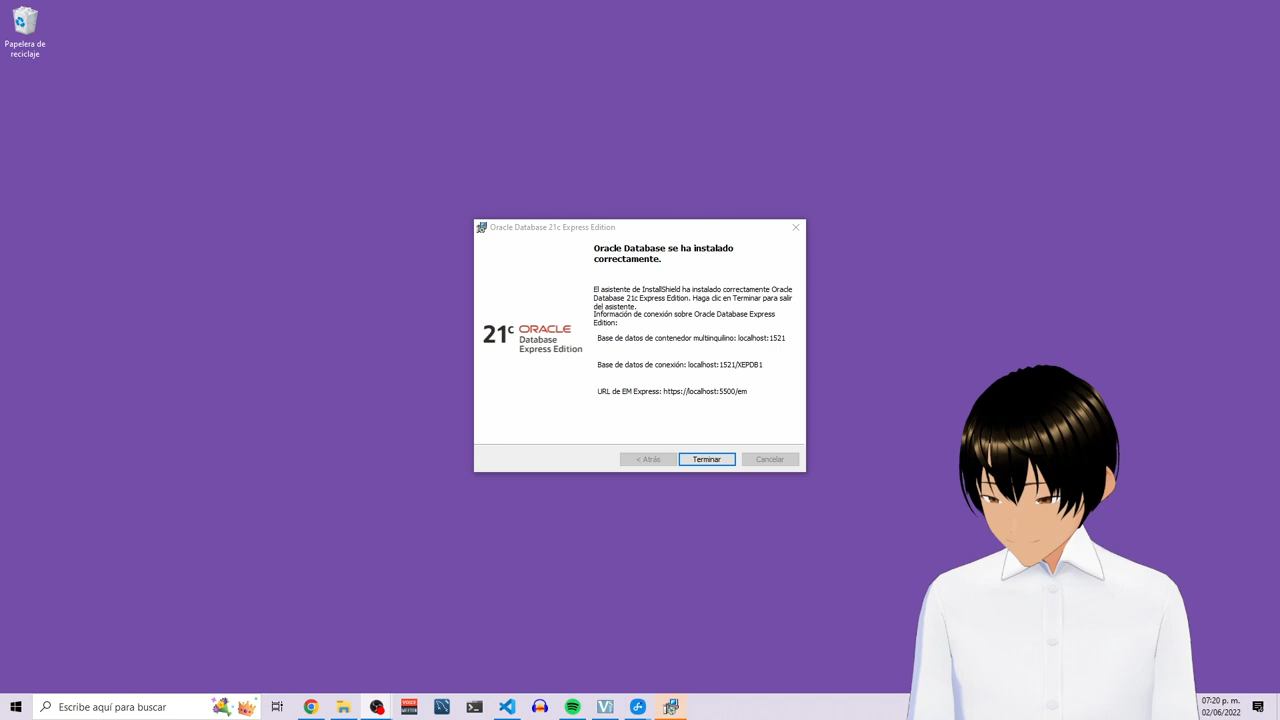 Papelera de
reciclaje
Oracle Database 21c Express Edition
Oracle Database se ha instalado
correctamente.
El asistente de InstallShield ha instalado correctamente Oracle
Database 21c Express Edition. Haga clic en Terminar para salir
del asistente.
Información de conexión sobre Oracle Database Express
Edition:
Base de datos de contenedor multiinquilino: localhost:1521
Base de datos de conexión: localhost:1521/XEPDB1
URL de EM Express: https://localhost:5500/em
21c ORACLE
Database
Express Edition
< Atrás
Terminar
Cancelar
Escribe aquí para buscar
07:20 p. m.
02/06/2022